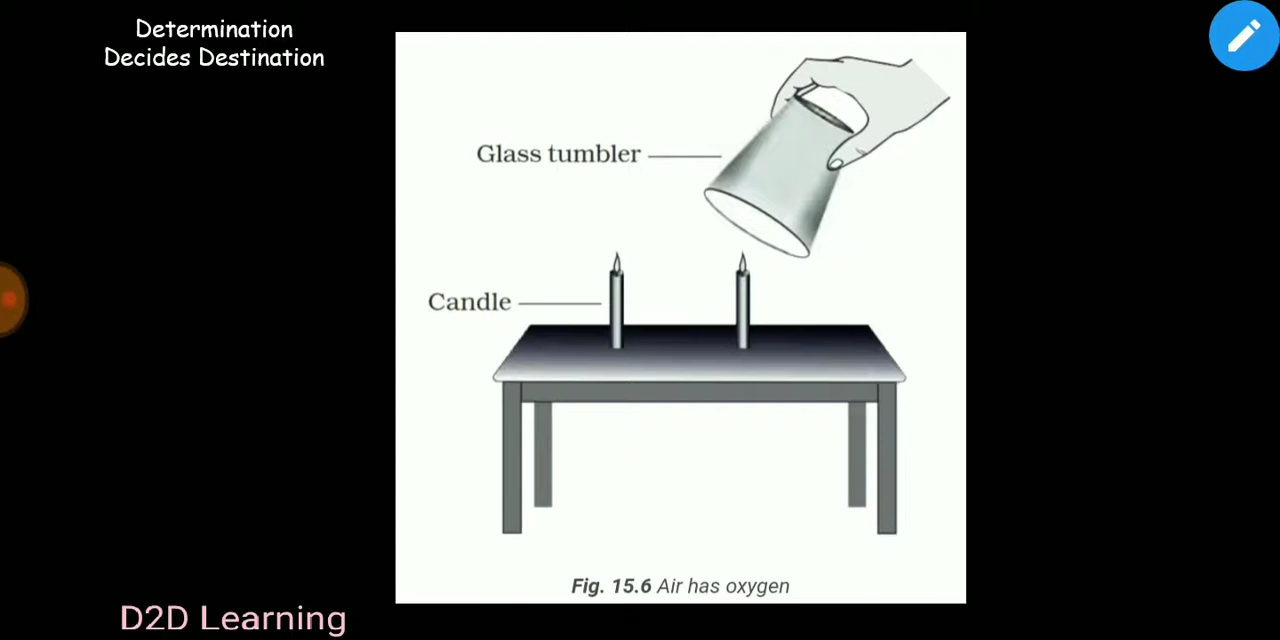 Determination
Decides Destination
Glass tumbler
Candle
Fig. 15.6 Air has oxygen
D2D Learning